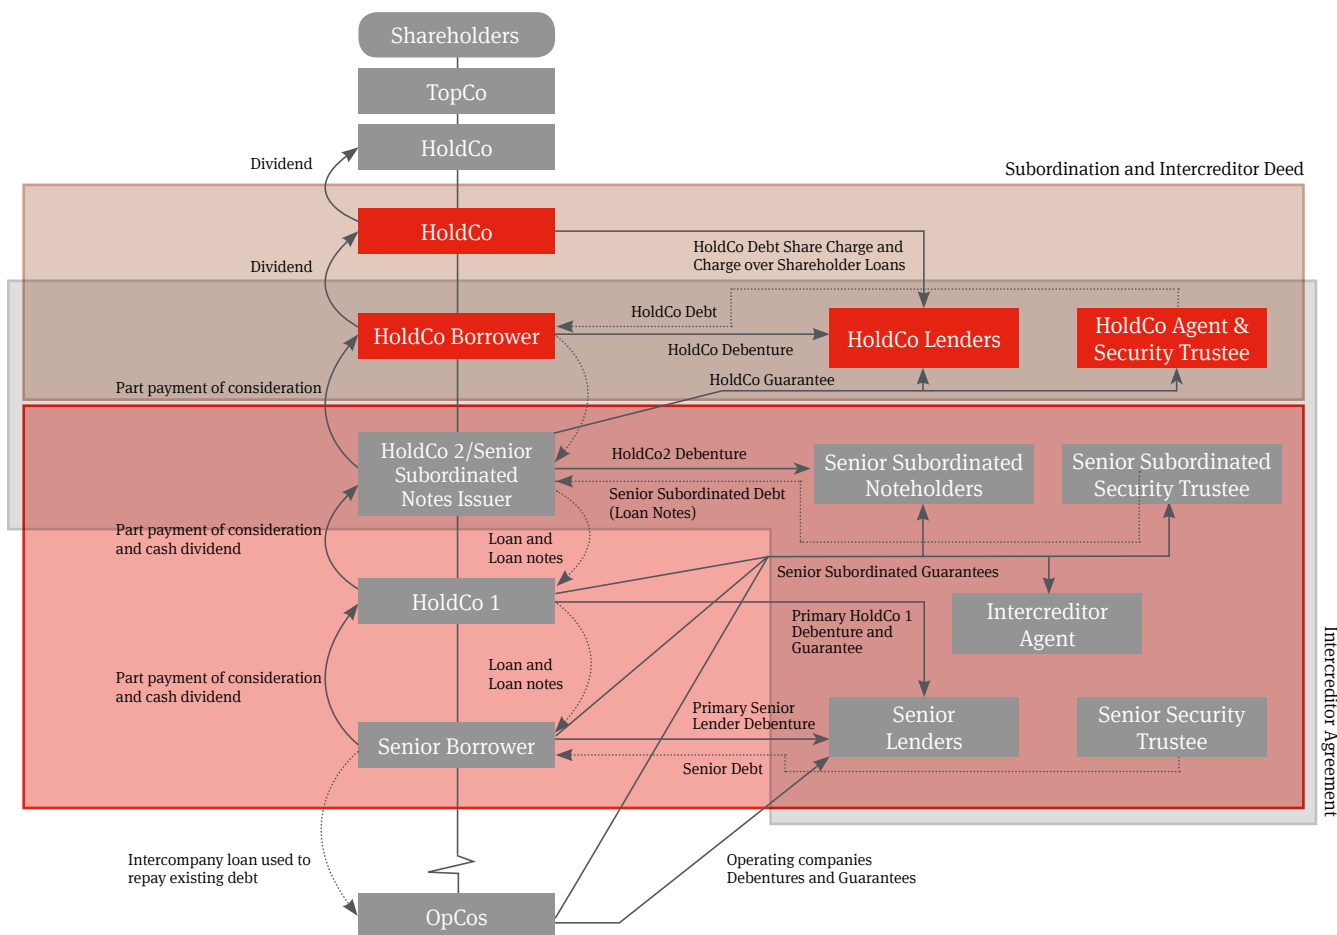 Shareholders
TopCo
HoldCo
Dividend
Subordination and Intercreditor Deed
HoldCo
HoldCo Debt Share Charge and
Charge over Shareholder Loans
Dividend
HoldCo Debt
HoldCo Borrower
HoldCo Lenders
HoldCo Agent &
Security Trustee
HoldCo Debenture
HoldCo Guarantee
Part payment of consideration
HoldCo 2/Senior
Subordinated
Notes Issuer
HoldCo2 Debenture
Senior Subordinated
Noteholders
Senior Subordinated
Security Trustee
Senior Subordinated Debt
(Loan Notes)
Part payment of consideration
and cash dividend
Loan and
Loan notes
Senior Subordinated Guarantees
HoldCo 1
Intercreditor
Agent
Primary HoldCo 1
Debenture and
Guarantee
Intercreditor Agreement
Part payment of consideration
and cash dividend
Loan and
Loan notes
Primary Senior
Lender Debenture
Senior
Lenders
Senior Security
Trustee
Senior Borrower
Senior Debt
Intercompany loan used to
repay existing debt
Operating companies
Debentures and Guarantees
OpCos